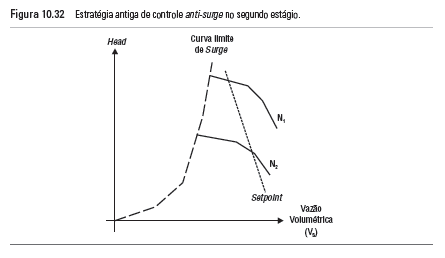 Figura 10.32 Estratégia antiga de controle anti-surge no segundo estágio.
Head
Curva limite
de Surge
N₁
N₂
Setpoint
Vazão
Volumétrica
(Vₛ)